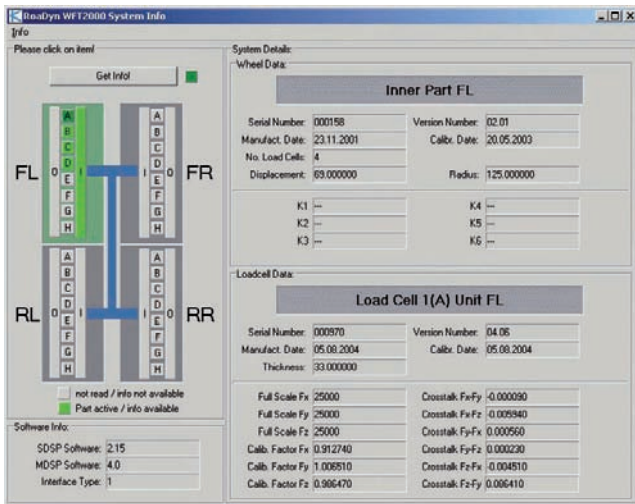 RoaDyn WFT2000 System Info
Info
Please click on item!
Get Info!
FL
O
A
B
C
D
E
F
G
H
I
I
A
B
C
D
E
F
G
H
O
FR
RL
O
A
B
C
D
E
F
G
H
I
I
A
B
C
D
E
F
G
H
O
RR
not read / info not available
Part active / info available
Software Info:
SDSP Software: 2.15
MDSP Software: 4.0
Interface Type: 1
System Details:
Wheel Data:
Inner Part FL
Serial Number: 000158 Version Number: 02.01
Manufact. Date: 23.11.2001 Calibr. Date: 20.05.2003
No. Load Cells: 4
Displacement: 69.000000 Radius: 125.000000
K1 --- K4 ---
K2 --- K5 ---
K3 --- K6 ---
Loadcell Data:
Load Cell 1(A) Unit FL
Serial Number: 000970 Version Number: 04.06
Manufact. Date: 05.08.2004 Calibr. Date: 05.08.2004
Thickness: 33.000000
Full Scale Fx 25000 Crosstalk Fx-Fy -0.000090
Full Scale Fy 25000 Crosstalk Fx-Fz -0.005940
Full Scale Fz 25000 Crosstalk Fy-Fx 0.000560
Calib. Factor Fx 0.912740 Crosstalk Fy-Fz 0.000230
Calib. Factor Fy 1.006510 Crosstalk Fz-Fx -0.004510
Calib. Factor Fz 0.986470 Crosstalk Fz-Fy 0.006410